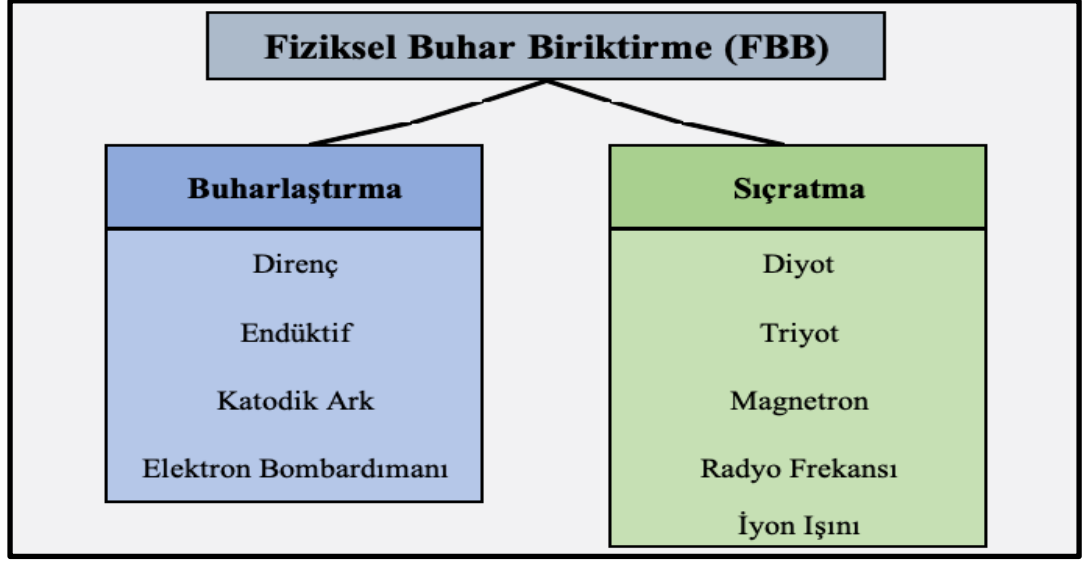 Fiziksel Buhar Biriktirme (FBB)
Buharlaştırma
Direnç
Endüktif
Katodik Ark
Elektron Bombardımanı
Sıçratma
Diyot
Triyot
Magnetron
Radyo Frekansı
İyon Işını